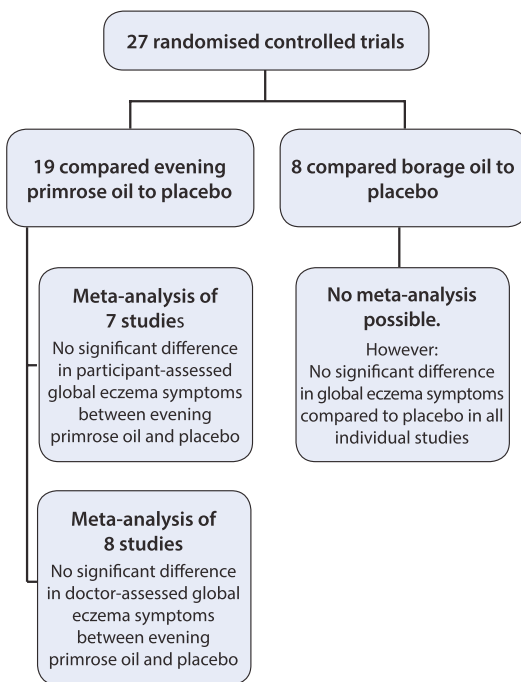 27 randomised controlled trials
19 compared evening
primrose oil to placebo
8 compared borage oil to
placebo
Meta-analysis of
7 studies
No significant difference
in participant-assessed
global eczema symptoms
between evening
primrose oil and placebo
No meta-analysis
possible.
However:
No significant difference
in global eczema symptoms
compared to placebo in all
individual studies
Meta-analysis of
8 studies
No significant difference
in doctor-assessed global
eczema symptoms
between evening
primrose oil and placebo